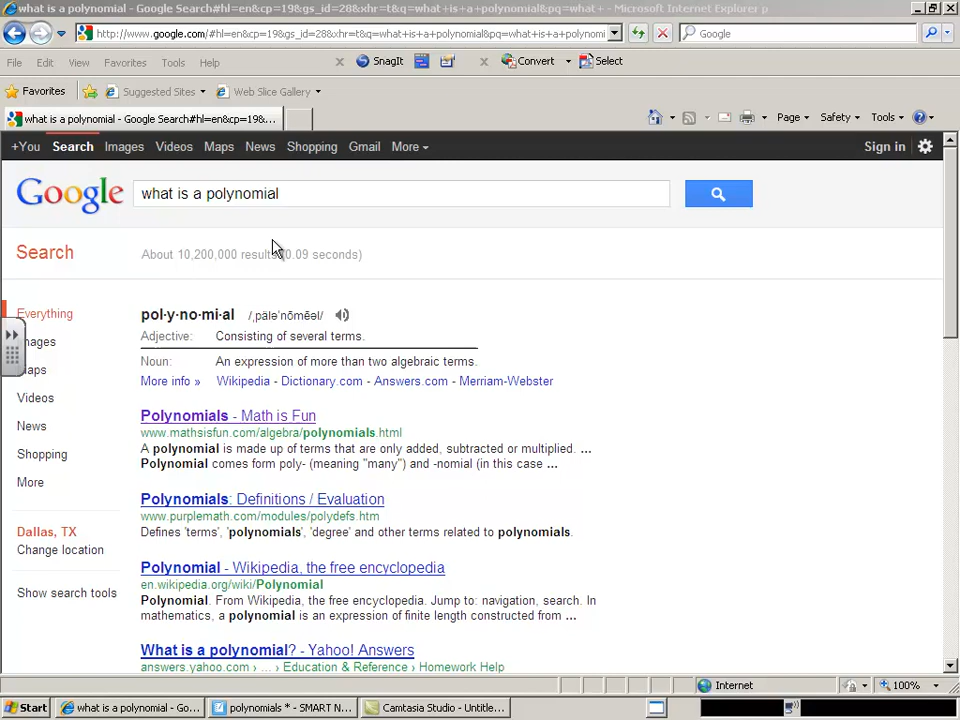 what is a polynomial - Google Search#hl=en&cp=19&gs_id=28&xhr=t&q=what+is+a+polynomial&pq=what+ - Microsoft Internet Explorer p
http://www.google.com/#hl=en&cp=19&gs_id=28&xhr=t&q=what+is+a+polynomial&pq=what+is+a+polynom
Google
File Edit View Favorites Tools Help
SnagIt
Convert
Select
Favorites
Suggested Sites
Web Slice Gallery
what is a polynomial - Google Search#hl=en&cp=19&...
Page
Safety
Tools
+You Search Images Videos Maps News Shopping Gmail More
Sign in
Google
what is a polynomial
Search
About 10,200,000 results (0.09 seconds)
Everything
Images
Maps
Videos
News
Shopping
More
Dallas, TX
Change location
Show search tools
pol·y·no·mi·al /ˌpäləˈnōmēəl/
Adjective: Consisting of several terms.
Noun: An expression of more than two algebraic terms.
More info » Wikipedia - Dictionary.com - Answers.com - Merriam-Webster
Polynomials - Math is Fun
www.mathsisfun.com/algebra/polynomials.html
A polynomial is made up of terms that are only added, subtracted or multiplied. ...
Polynomial comes form poly- (meaning "many") and -nomial (in this case ...
Polynomials: Definitions / Evaluation
www.purplemath.com/modules/polydefs.htm
Defines 'terms', 'polynomials', 'degree' and other terms related to polynomials.
Polynomial - Wikipedia, the free encyclopedia
en.wikipedia.org/wiki/Polynomial
Polynomial. From Wikipedia, the free encyclopedia. Jump to: navigation, search. In
mathematics, a polynomial is an expression of finite length constructed from ...
What is a polynomial? - Yahoo! Answers
answers.yahoo.com › ... › Education & Reference › Homework Help
Internet
100%
Start
what is a polynomial - Go...
polynomials * - SMART N...
Camtasia Studio - Untitle...